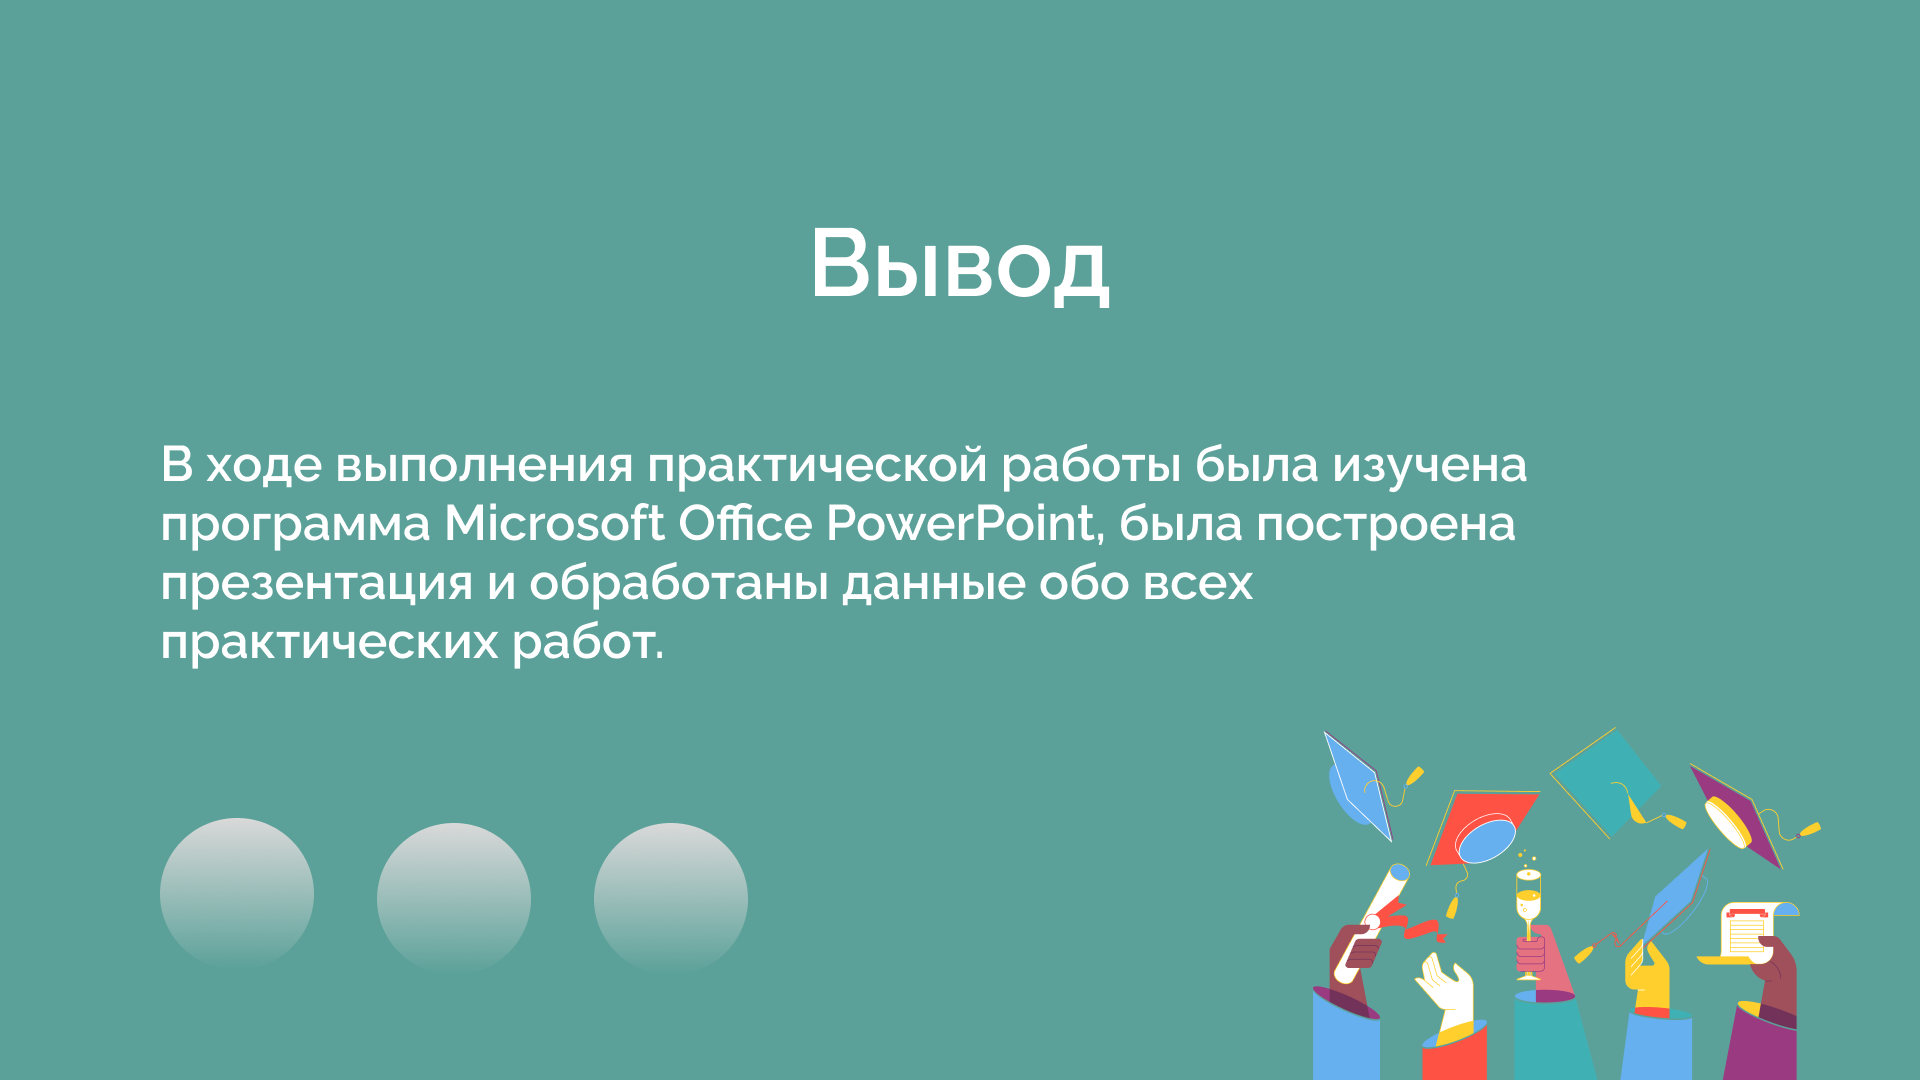 Вывод
В ходе выполнения практической работы была изучена
программа Microsoft Office PowerPoint, была построена
презентация и обработаны данные обо всех
практических работ.